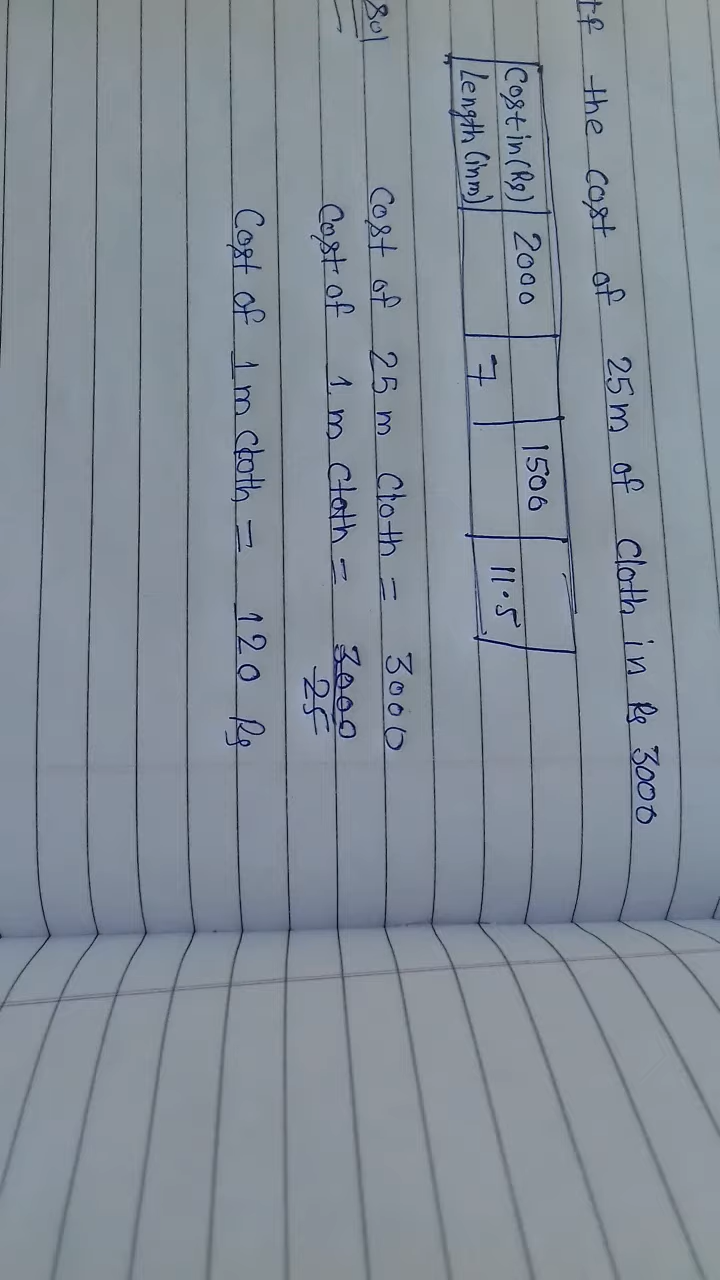 If the cost of 25m of cloth in Rs 3000
Cost in (Rs) 2000 1500
Length (in m) 7 11.5
Sol
Cost of 25 m cloth = 3000
Cost of 1 m cloth = 3000
25
Cost of 1 m cloth = 120 Rs